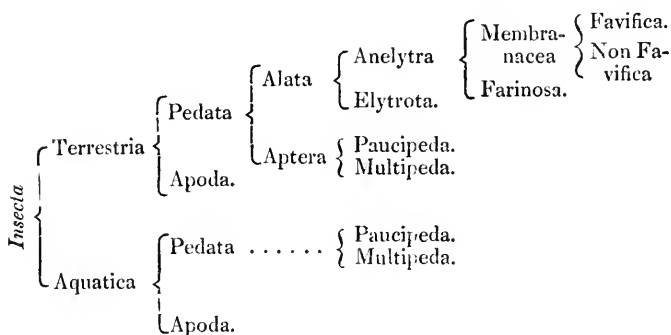 Favifica.
Membra-
nacea
Non Fa-
vifica
Anelytra
Alata
Farinosa.
Elytrota.
Pedata
Terrestria
Aptera
Paucipeda.
Multipeda.
Apoda.
Insecta
Pedata . . . . . .
Paucipeda.
Multipeda.
Aquatica
Apoda.